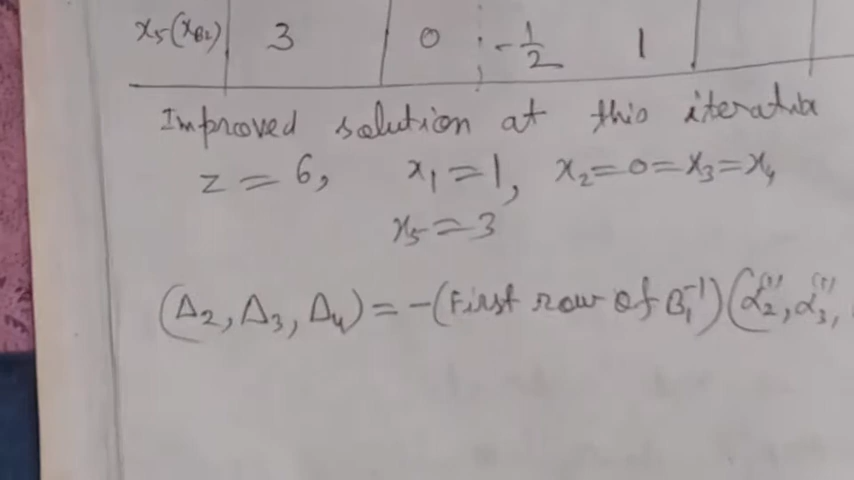 x₅(x_B₂) 3 0 -1/2 1
Improved solution at this iteration
z = 6, x₁ = 1, x₂ = 0 = x₃ = x₄
x₅ = 3
(Δ₂, Δ₃, Δ₄) = -(First row of B₁⁻¹)(α₂⁽¹⁾, α₃⁽¹⁾,